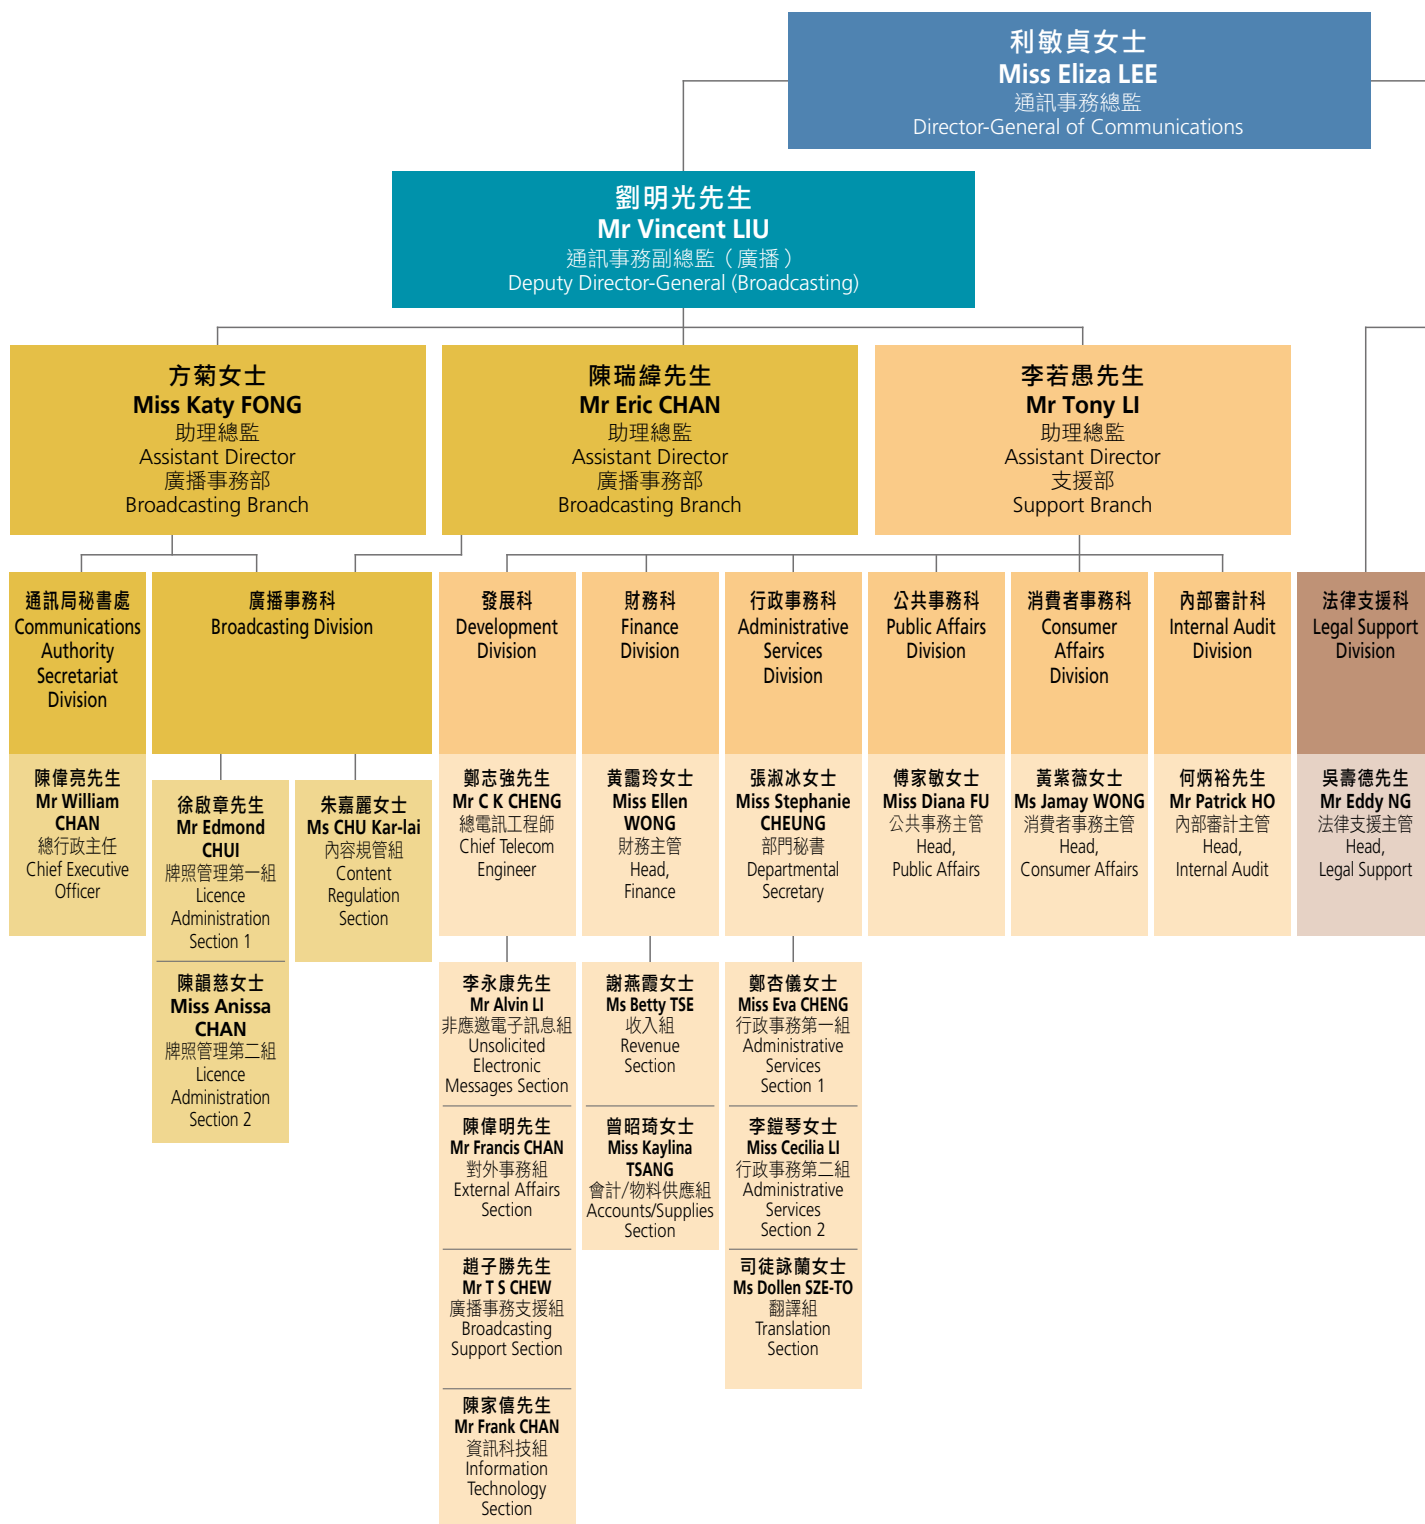 利敏貞女士
Miss Eliza LEE
通訊事務總監
Director-General of Communications
劉明光先生
Mr Vincent LIU
通訊事務副總監（廣播）
Deputy Director-General (Broadcasting)
方菊女士
Miss Katy FONG
助理總監
Assistant Director
廣播事務部
Broadcasting Branch
陳瑞緯先生
Mr Eric CHAN
助理總監
Assistant Director
廣播事務部
Broadcasting Branch
李若愚先生
Mr Tony LI
助理總監
Assistant Director
支援部
Support Branch
通訊局秘書處
Communications
Authority
Secretariat
Division
廣播事務科
Broadcasting Division
發展科
Development
Division
財務科
Finance
Division
行政事務科
Administrative
Services
Division
公共事務科
Public Affairs
Division
消費者事務科
Consumer
Affairs
Division
內部審計科
Internal Audit
Division
法律支援科
Legal Support
Division
陳偉亮先生
Mr William
CHAN
總行政主任
Chief Executive
Officer
徐啟章先生
Mr Edmond
CHUI
牌照管理第一組
Licence
Administration
Section 1
陳韻慈女士
Miss Anissa
CHAN
牌照管理第二組
Licence
Administration
Section 2
朱嘉麗女士
Ms CHU Kar-lai
內容規管組
Content
Regulation
Section
鄭志強先生
Mr C K CHENG
總電訊工程師
Chief Telecom
Engineer
李永康先生
Mr Alvin LI
非應邀電子訊息組
Unsolicited
Electronic
Messages Section
陳偉明先生
Mr Francis CHAN
對外事務組
External Affairs
Section
趙子勝先生
Mr T S CHEW
廣播事務支援組
Broadcasting
Support Section
陳家僖先生
Mr Frank CHAN
資訊科技組
Information
Technology
Section
黃靄玲女士
Miss Ellen
WONG
財務主管
Head,
Finance
謝燕霞女士
Ms Betty TSE
收入組
Revenue
Section
曾昭琦女士
Miss Kaylina
TSANG
會計/物料供應組
Accounts/Supplies
Section
張淑冰女士
Miss Stephanie
CHEUNG
部門秘書
Departmental
Secretary
鄭杏儀女士
Miss Eva CHENG
行政事務第一組
Administrative
Services
Section 1
李鎧琴女士
Miss Cecilia LI
行政事務第二組
Administrative
Services
Section 2
司徒詠蘭女士
Ms Dollen SZE-TO
翻譯組
Translation
Section
傅家敏女士
Miss Diana FU
公共事務主管
Head,
Public Affairs
黃紫薇女士
Ms Jamay WONG
消費者事務主管
Head,
Consumer Affairs
何炳裕先生
Mr Patrick HO
內部審計主管
Head,
Internal Audit
吳壽德先生
Mr Eddy NG
法律支援主管
Head,
Legal Support